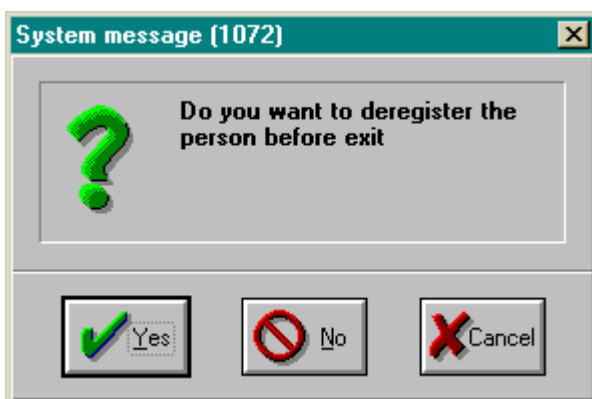 System message (1072)
Do you want to deregister the
person before exit
Yes
No
Cancel